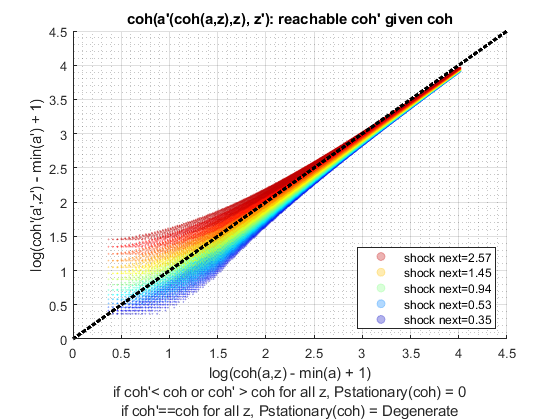 coh(a'(coh(a,z),z), z'): reachable coh' given coh
4.5
4
3.5
3
2.5
2
1.5
1
0.5
0
log(coh'(a',z') - min(a') + 1)
shock next=2.57
shock next=1.45
shock next=0.94
shock next=0.53
shock next=0.35
0 0.5 1 1.5 2 2.5 3 3.5 4 4.5
log(coh(a,z) - min(a) + 1)
if coh'< coh or coh' > coh for all z, Pstationary(coh) = 0
if coh'==coh for all z, Pstationary(coh) = Degenerate